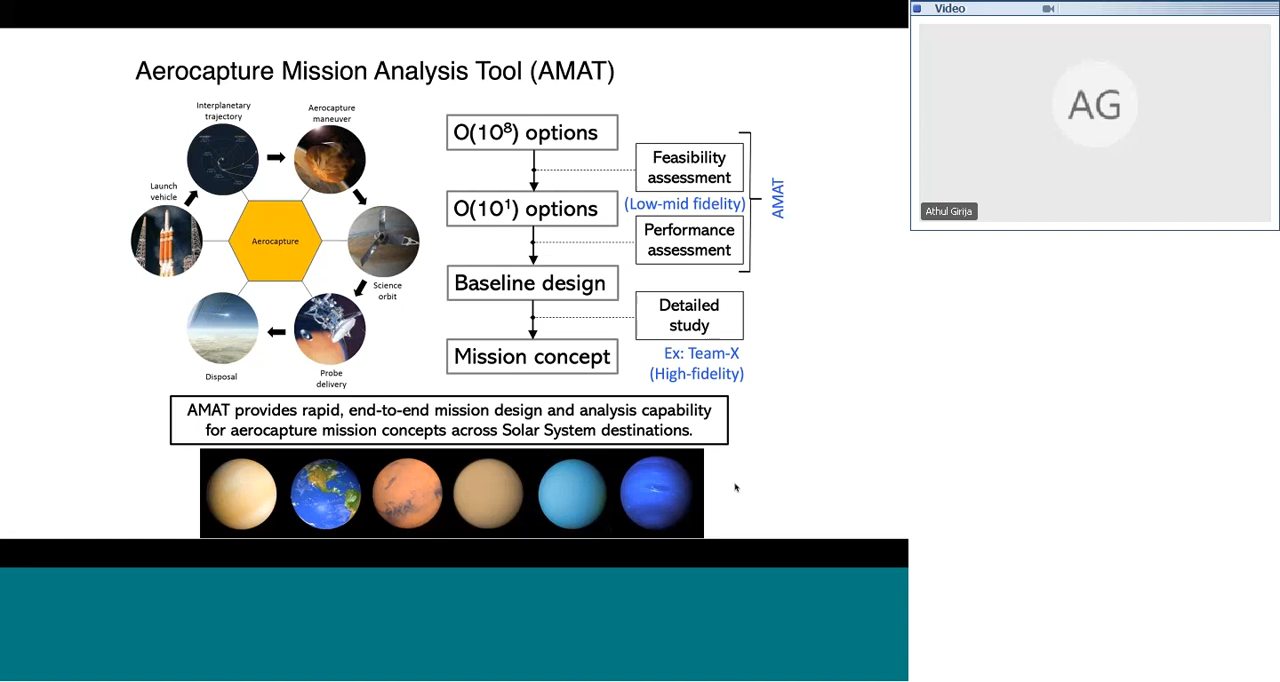 Video
AG
Athul Girija
Aerocapture Mission Analysis Tool (AMAT)
Interplanetary
trajectory
Aerocapture
maneuver
Launch
vehicle
Aerocapture
Science
orbit
Probe
delivery
Disposal
O(10⁸) options
Feasibility
assessment
(Low-mid fidelity)
O(10¹) options
Performance
assessment
AMAT
Baseline design
Detailed
study
Ex: Team-X
(High-fidelity)
Mission concept
AMAT provides rapid, end-to-end mission design and analysis capability
for aerocapture mission concepts across Solar System destinations.